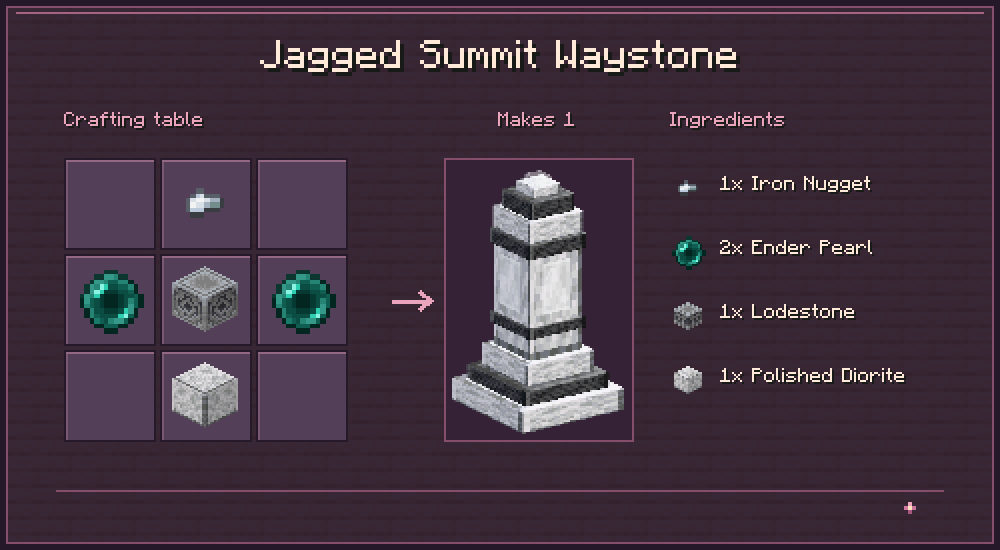 Jagged Summit Waystone
Crafting table
Makes 1
Ingredients
1x Iron Nugget
2x Ender Pearl
1x Lodestone
1x Polished Diorite